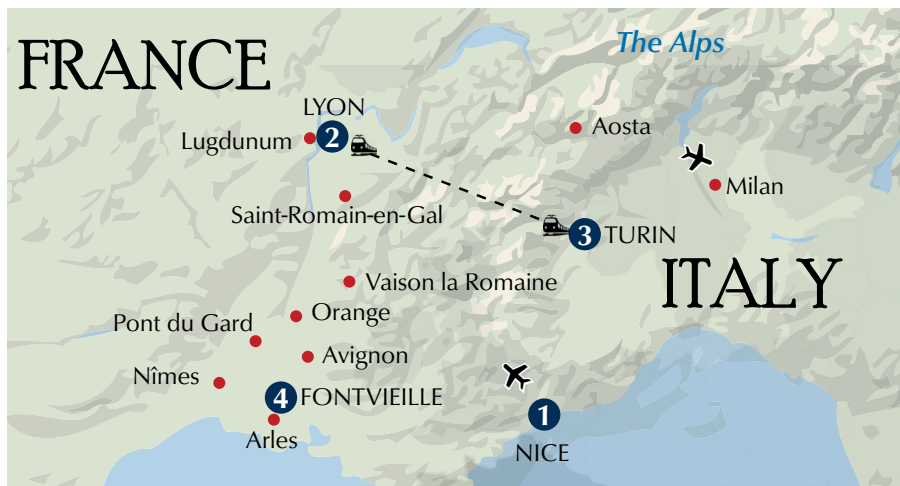 The Alps
FRANCE
LYON
Lugdunum
2
Aosta
Milan
Saint-Romain-en-Gal
3
TURIN
ITALY
Vaison la Romaine
Orange
Pont du Gard
Avignon
Nîmes
4
FONTVIEILLE
1
Arles
NICE